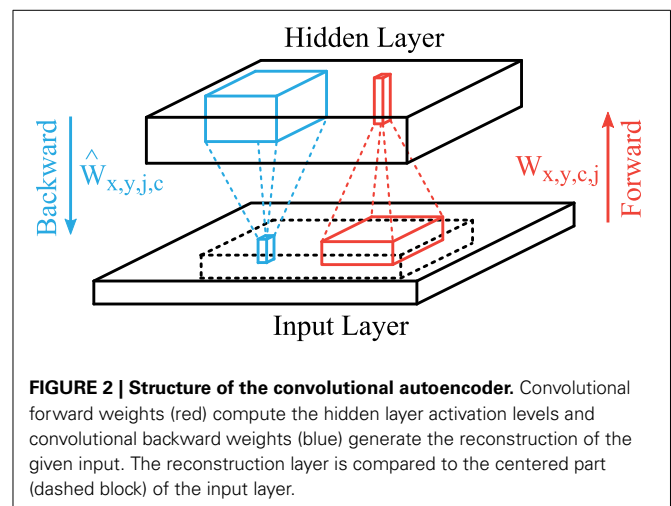 Hidden Layer
Backward
Ŵx,y,j,c
Wx,y,c,j
Forward
Input Layer
FIGURE 2 | Structure of the convolutional autoencoder. Convolutional
forward weights (red) compute the hidden layer activation levels and
convolutional backward weights (blue) generate the reconstruction of the
given input. The reconstruction layer is compared to the centered part
(dashed block) of the input layer.